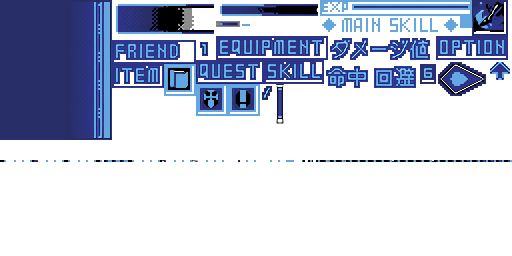 EXP
MAIN SKILL
FRIEND 1 EQUIPMENT ダメージ値 OPTION
ITEM QUEST SKILL 命中 回避 G